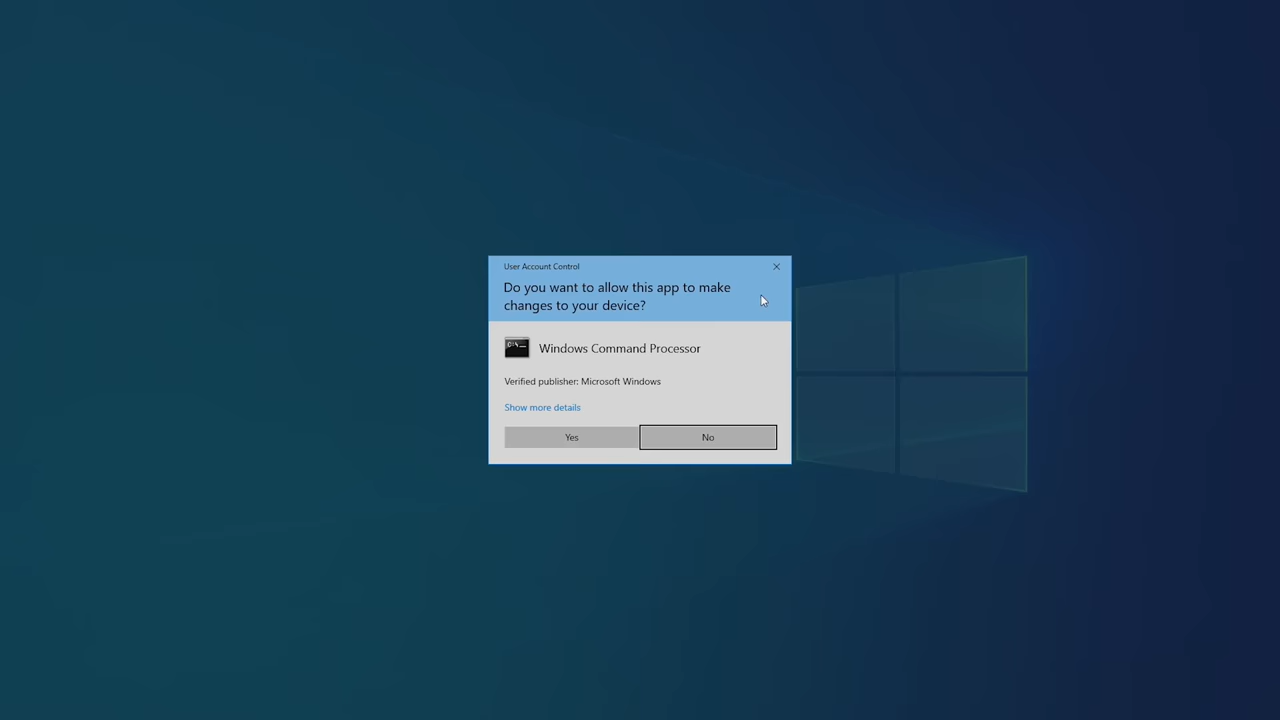 User Account Control
Do you want to allow this app to make
changes to your device?
Windows Command Processor
Verified publisher: Microsoft Windows
Show more details
Yes
No